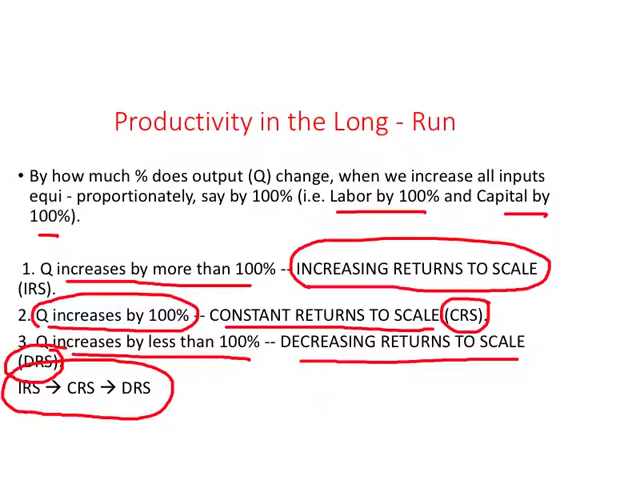 Productivity in the Long - Run
• By how much % does output (Q) change, when we increase all inputs
equi - proportionately, say by 100% (i.e. Labor by 100% and Capital by
100%).
1. Q increases by more than 100% -- INCREASING RETURNS TO SCALE
(IRS).
2. Q increases by 100% -- CONSTANT RETURNS TO SCALE (CRS).
3. Q increases by less than 100% -- DECREASING RETURNS TO SCALE
(DRS).
IRS → CRS → DRS